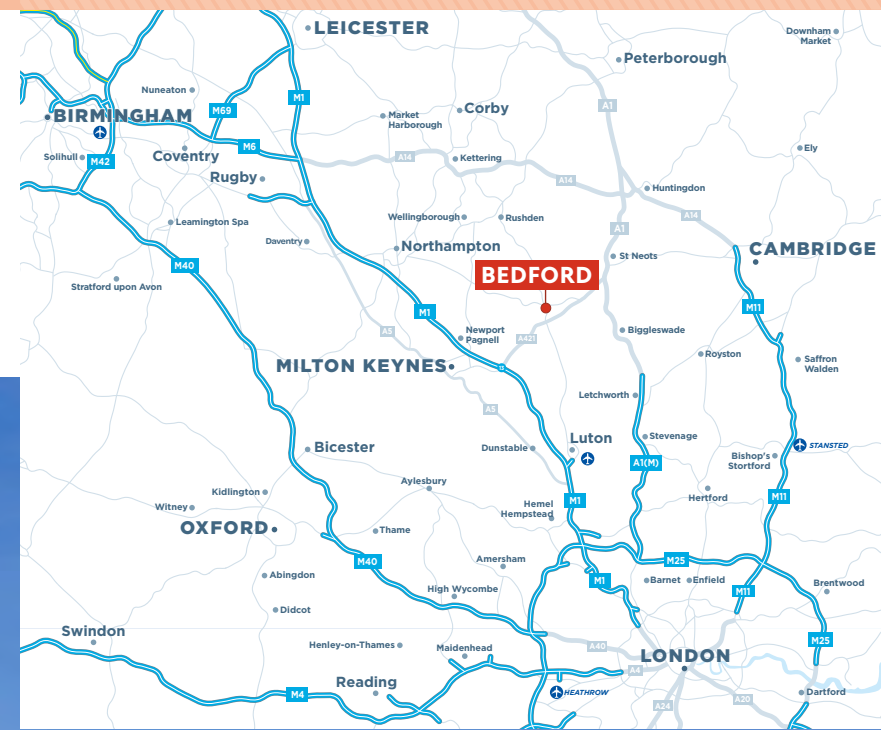 LEICESTER
Downham
Market
Peterborough
Nuneaton
M69
M1
A1
Corby
BIRMINGHAM
Market
Harborough
M6
Solihull
M42
Coventry
A14
Kettering
Ely
Rugby
A14
Huntingdon
Leamington Spa
Wellingborough
Rushden
A14
A1
Daventry
Northampton
St Neots
CAMBRIDGE
M40
BEDFORD
Stratford upon Avon
M11
M1
A5
Newport
Pagnell
A421
Biggleswade
Royston
Saffron
Walden
MILTON KEYNES
Letchworth
A5
Luton
Stevenage
STANSTED
Bicester
Dunstable
A1(M)
Bishop's
Stortford
Aylesbury
Kidlington
Hertford
M11
Witney
Hemel
Hempstead
M1
OXFORD
Thame
M40
Amersham
M25
Abingdon
High Wycombe
M1
Barnet
Enfield
M11
Brentwood
Didcot
Swindon
Henley-on-Thames
Maidenhead
A40
LONDON
M25
A4
Reading
M4
HEATHROW
A24
A20
Dartford